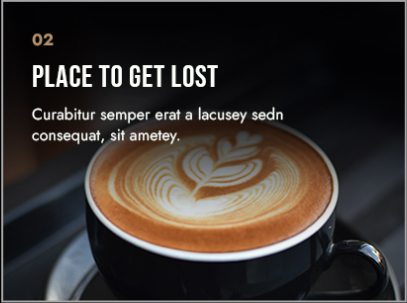 02
PLACE TO GET LOST
Curabitur semper erat a lacusey sedn
consequat, sit ametey.